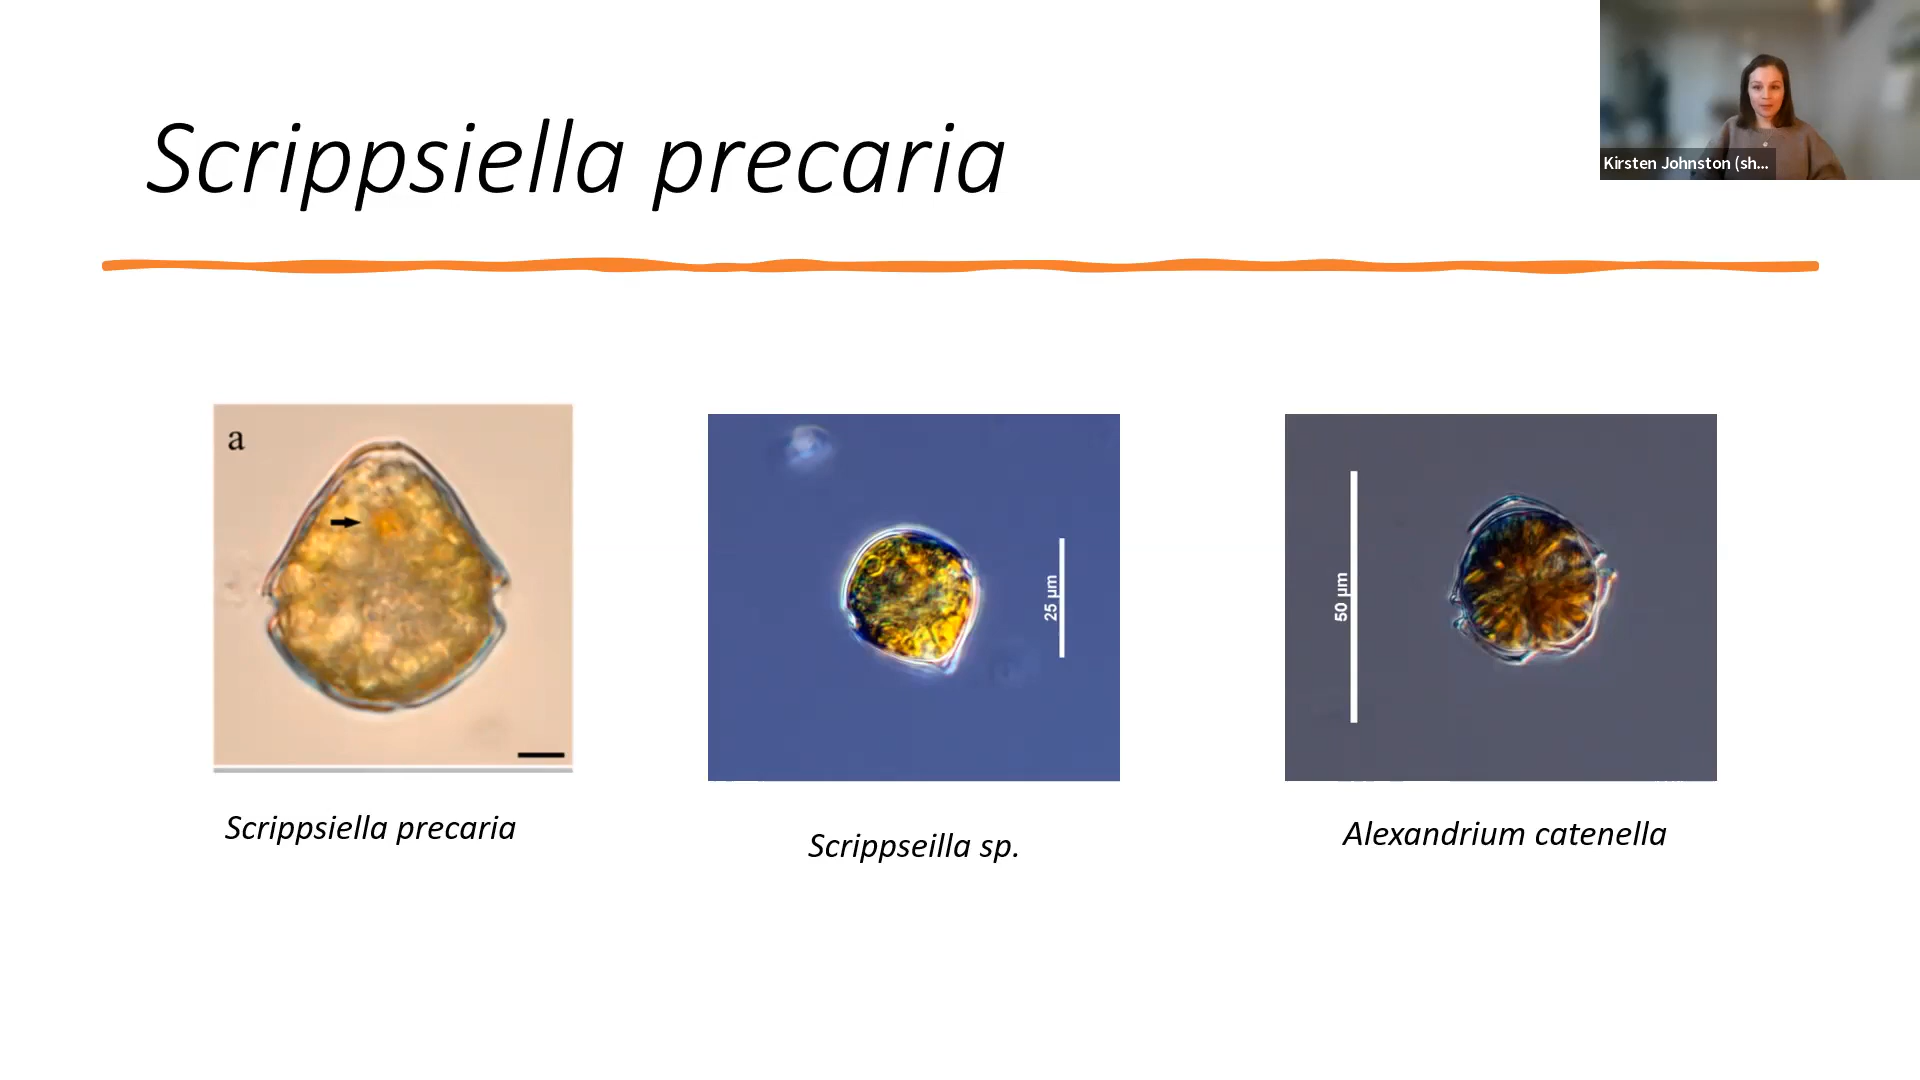 Scrippsiella precaria
Kirsten Johnston (sh...
a
25 µm
50 µm
Scrippsiella precaria
Scrippseilla sp.
Alexandrium catenella